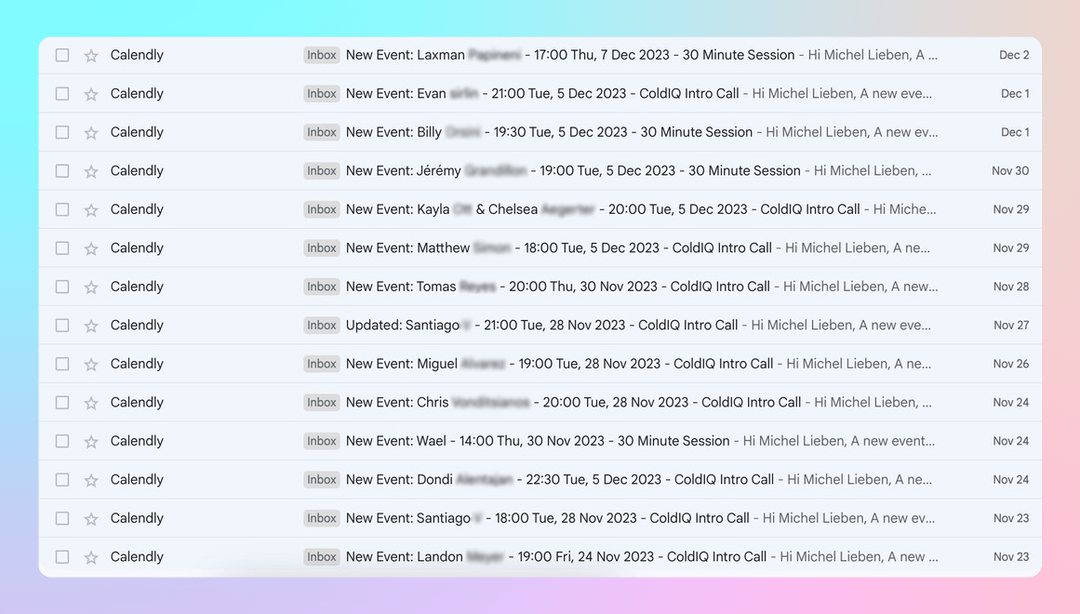 Calendly Inbox New Event: Laxman - 17:00 Thu, 7 Dec 2023 - 30 Minute Session - Hi Michel Lieben, A ... Dec 2
Calendly Inbox New Event: Evan - 21:00 Tue, 5 Dec 2023 - ColdIQ Intro Call - Hi Michel Lieben, A new eve... Dec 1
Calendly Inbox New Event: Billy - 19:30 Tue, 5 Dec 2023 - 30 Minute Session - Hi Michel Lieben, A new ev... Dec 1
Calendly Inbox New Event: Jérémy - 19:00 Tue, 5 Dec 2023 - 30 Minute Session - Hi Michel Lieben, ... Nov 30
Calendly Inbox New Event: Kayla & Chelsea - 20:00 Tue, 5 Dec 2023 - ColdIQ Intro Call - Hi Miche... Nov 29
Calendly Inbox New Event: Matthew - 18:00 Tue, 5 Dec 2023 - ColdIQ Intro Call - Hi Michel Lieben, A ne... Nov 29
Calendly Inbox New Event: Tomas - 20:00 Thu, 30 Nov 2023 - ColdIQ Intro Call - Hi Michel Lieben, A new... Nov 28
Calendly Inbox Updated: Santiago - 21:00 Tue, 28 Nov 2023 - ColdIQ Intro Call - Hi Michel Lieben, A new eve... Nov 27
Calendly Inbox New Event: Miguel - 19:00 Tue, 28 Nov 2023 - ColdIQ Intro Call - Hi Michel Lieben, A ne... Nov 26
Calendly Inbox New Event: Chris - 20:00 Tue, 28 Nov 2023 - ColdIQ Intro Call - Hi Michel Lieben, ... Nov 24
Calendly Inbox New Event: Wael - 14:00 Thu, 30 Nov 2023 - 30 Minute Session - Hi Michel Lieben, A new event... Nov 24
Calendly Inbox New Event: Dondi - 22:30 Tue, 5 Dec 2023 - ColdIQ Intro Call - Hi Michel Lieben, A ne... Nov 24
Calendly Inbox New Event: Santiago - 18:00 Tue, 28 Nov 2023 - ColdIQ Intro Call - Hi Michel Lieben, A new ev... Nov 23
Calendly Inbox New Event: Landon - 19:00 Fri, 24 Nov 2023 - ColdIQ Intro Call - Hi Michel Lieben, A new ... Nov 23